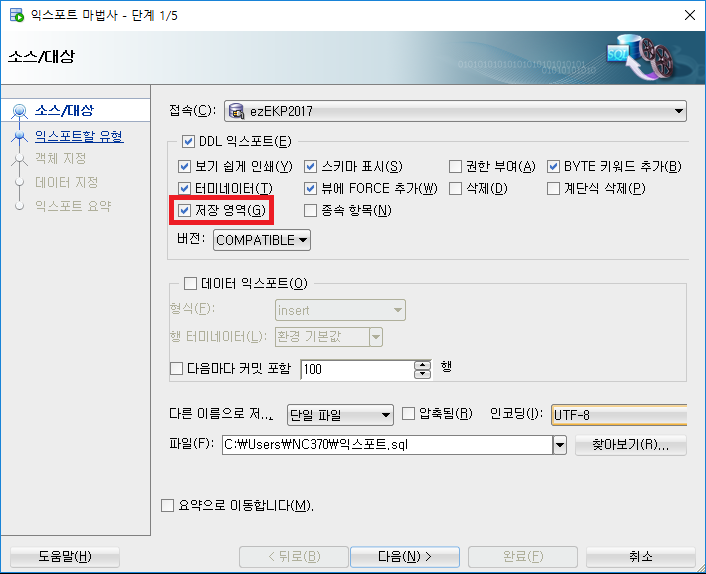 익스포트 마법사 - 단계 1/5
소스/대상
소스/대상
익스포트할 유형
객체 지정
데이터 지정
익스포트 요약
접속(C): ezEKP2017
DDL 익스포트(E)
보기 쉽게 인쇄(Y) 스키마 표시(S) 권한 부여(A) BYTE 키워드 추가(B)
터미네이터(T) 뷰에 FORCE 추가(W) 삭제(D) 계단식 삭제(P)
저장 영역(G) 종속 항목(N)
버전: COMPATIBLE
데이터 익스포트(O)
형식(F): insert
행 터미네이터(L): 환경 기본값
다음마다 커밋 포함 100 행
다른 이름으로 저... 단일 파일 압축됨(R) 인코딩(I): UTF-8
파일(F): C:₩Users₩NC370₩익스포트.sql 찾아보기(R)...
요약으로 이동합니다(M).
도움말(H) < 뒤로(B) 다음(N) > 완료(F) 취소